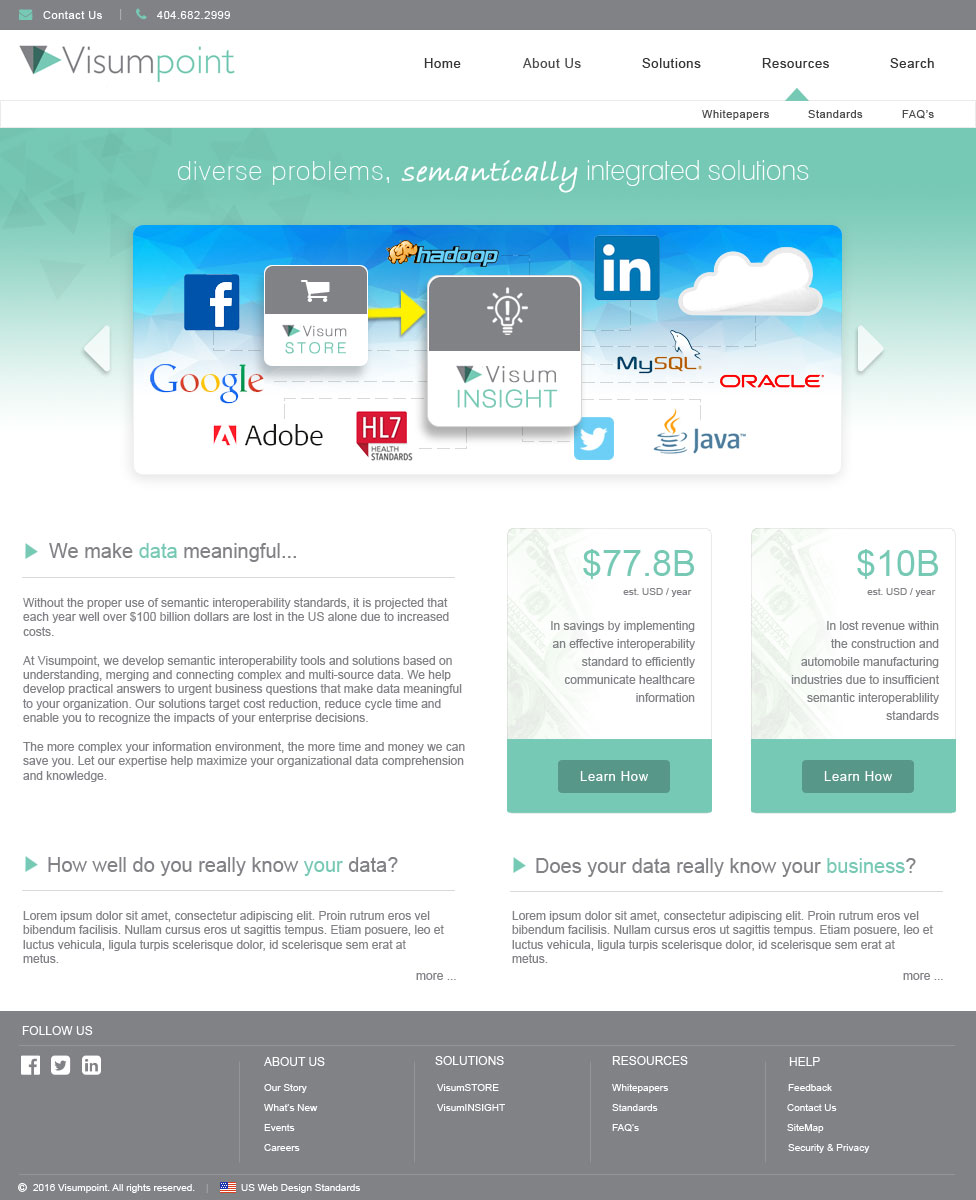 Contact Us | 404.682.2999
Visumpoint
Home About Us Solutions Resources Search
Whitepapers Standards FAQ's
diverse problems, semantically integrated solutions
hadoop
f
in
Visum
STORE
Visum
INSIGHT
Google
MySQL
ORACLE
Adobe
HL7
HEALTH
STANDARDS
Java™
We make data meaningful...
Without the proper use of semantic interoperability standards, it is projected that
each year well over $100 billion dollars are lost in the US alone due to increased
costs.
At Visumpoint, we develop semantic interoperability tools and solutions based on
understanding, merging and connecting complex and multi-source data. We help
develop practical answers to urgent business questions that make data meaningful
to your organization. Our solutions target cost reduction, reduce cycle time and
enable you to recognize the impacts of your enterprise decisions.
The more complex your information environment, the more time and money we can
save you. Let our expertise help maximize your organizational data comprehension
and knowledge.
$77.8B
est. USD / year
In savings by implementing
an effective interoperability
standard to efficiently
communicate healthcare
information
Learn How
$10B
est. USD / year
In lost revenue within
the construction and
automobile manufacturing
industries due to insufficient
semantic interoperablility
standards
Learn How
How well do you really know your data?
Lorem ipsum dolor sit amet, consectetur adipiscing elit. Proin rutrum eros vel
bibendum facilisis. Nullam cursus eros ut sagittis tempus. Etiam posuere, leo et
luctus vehicula, ligula turpis scelerisque dolor, id scelerisque sem erat at
metus.
more ...
Does your data really know your business?
Lorem ipsum dolor sit amet, consectetur adipiscing elit. Proin rutrum eros vel
bibendum facilisis. Nullam cursus eros ut sagittis tempus. Etiam posuere, leo et
luctus vehicula, ligula turpis scelerisque dolor, id scelerisque sem erat at
metus.
more ...
FOLLOW US
ABOUT US
Our Story
What's New
Events
Careers
SOLUTIONS
VisumSTORE
VisumINSIGHT
RESOURCES
Whitepapers
Standards
FAQ's
HELP
Feedback
Contact Us
SiteMap
Security & Privacy
© 2016 Visumpoint. All rights reserved. | US Web Design Standards